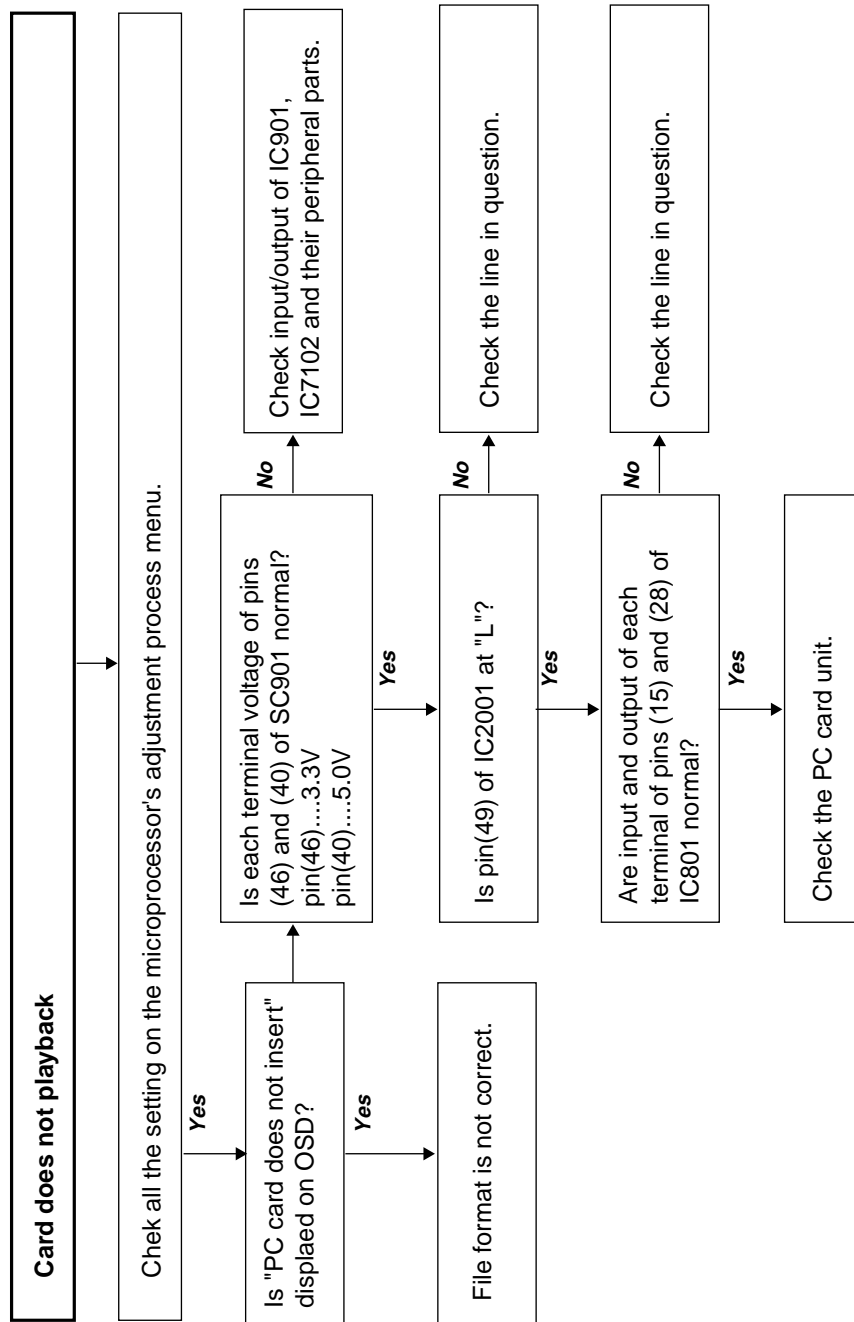 Card does not playback
Chek all the setting on the microprocessor's adjustment process menu.
Yes
Is "PC card does not insert"
displaed on OSD?
Yes
File format is not correct.
Is each terminal voltage of pins
(46) and (40) of SC901 normal?
pin(46)....3.3V
pin(40)....5.0V
No
Check input/output of IC901,
IC7102 and their peripheral parts.
Yes
Is pin(49) of IC2001 at "L"?
No
Check the line in question.
Yes
Are input and output of each
terminal of pins (15) and (28) of
IC801 normal?
No
Check the line in question.
Yes
Check the PC card unit.